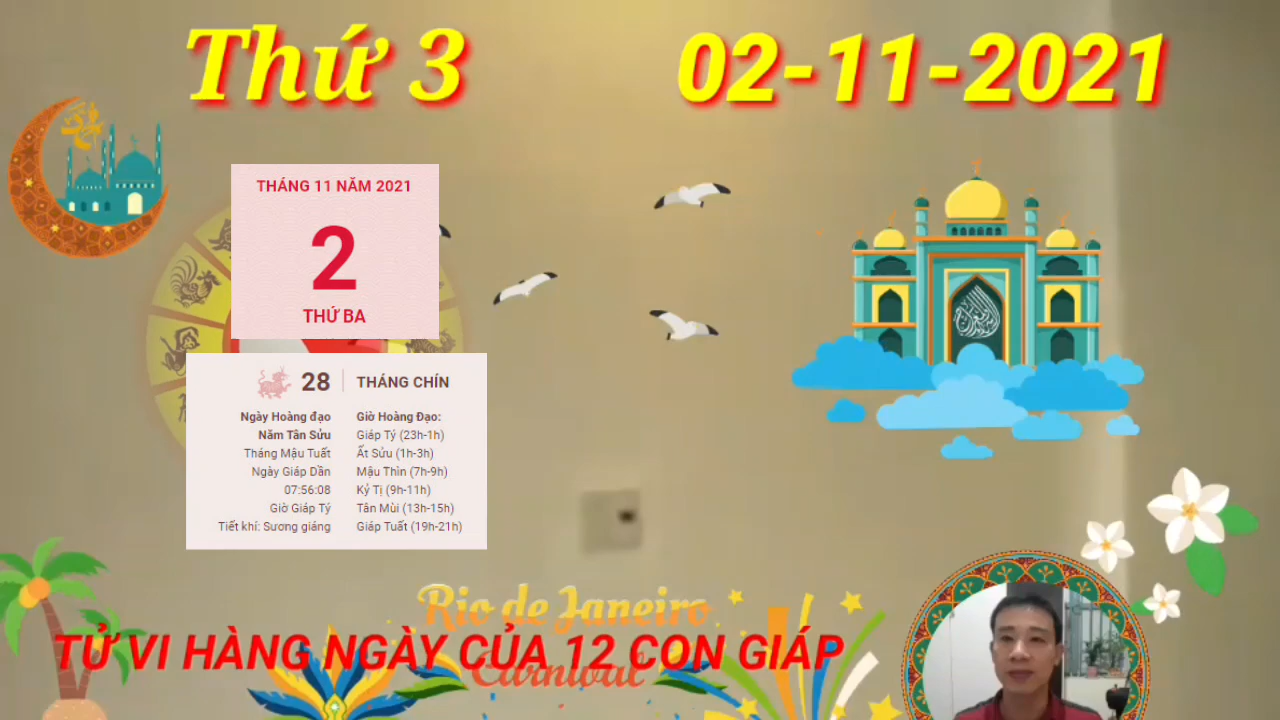 Thứ 3
02-11-2021
THÁNG 11 NĂM 2021
2
THỨ BA
28
THÁNG CHÍN
Ngày Hoàng đạo
Năm Tân Sửu
Tháng Mậu Tuất
Ngày Giáp Dần
07:56:08
Giờ Giáp Tý
Tiết khí: Sương giáng
Giờ Hoàng Đạo:
Giáp Tý (23h-1h)
Ất Sửu (1h-3h)
Mậu Thìn (7h-9h)
Kỷ Tị (9h-11h)
Tân Mùi (13h-15h)
Giáp Tuất (19h-21h)
Rio de Janeiro
TỬ VI HÀNG NGÀY CỦA 12 CON GIÁP
Carnival